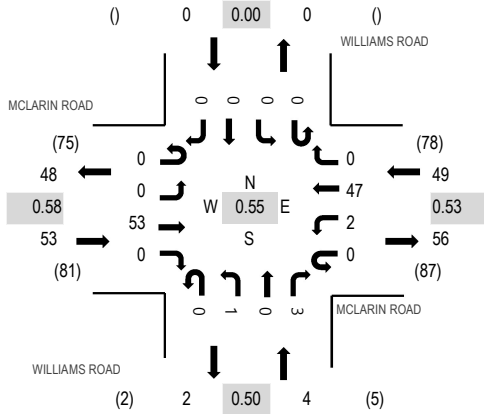 () 0 0.00 0 ()
WILLIAMS ROAD
MCLARIN ROAD
0 0 0 0
(75) (78)
48 0 0 49
0.58 0 N 47 0.53
W 0.55 E
53 53 S 2 56
0 0
(81) (87)
0 1 0 3
MCLARIN ROAD
WILLIAMS ROAD
(2) 2 0.50 4 (5)